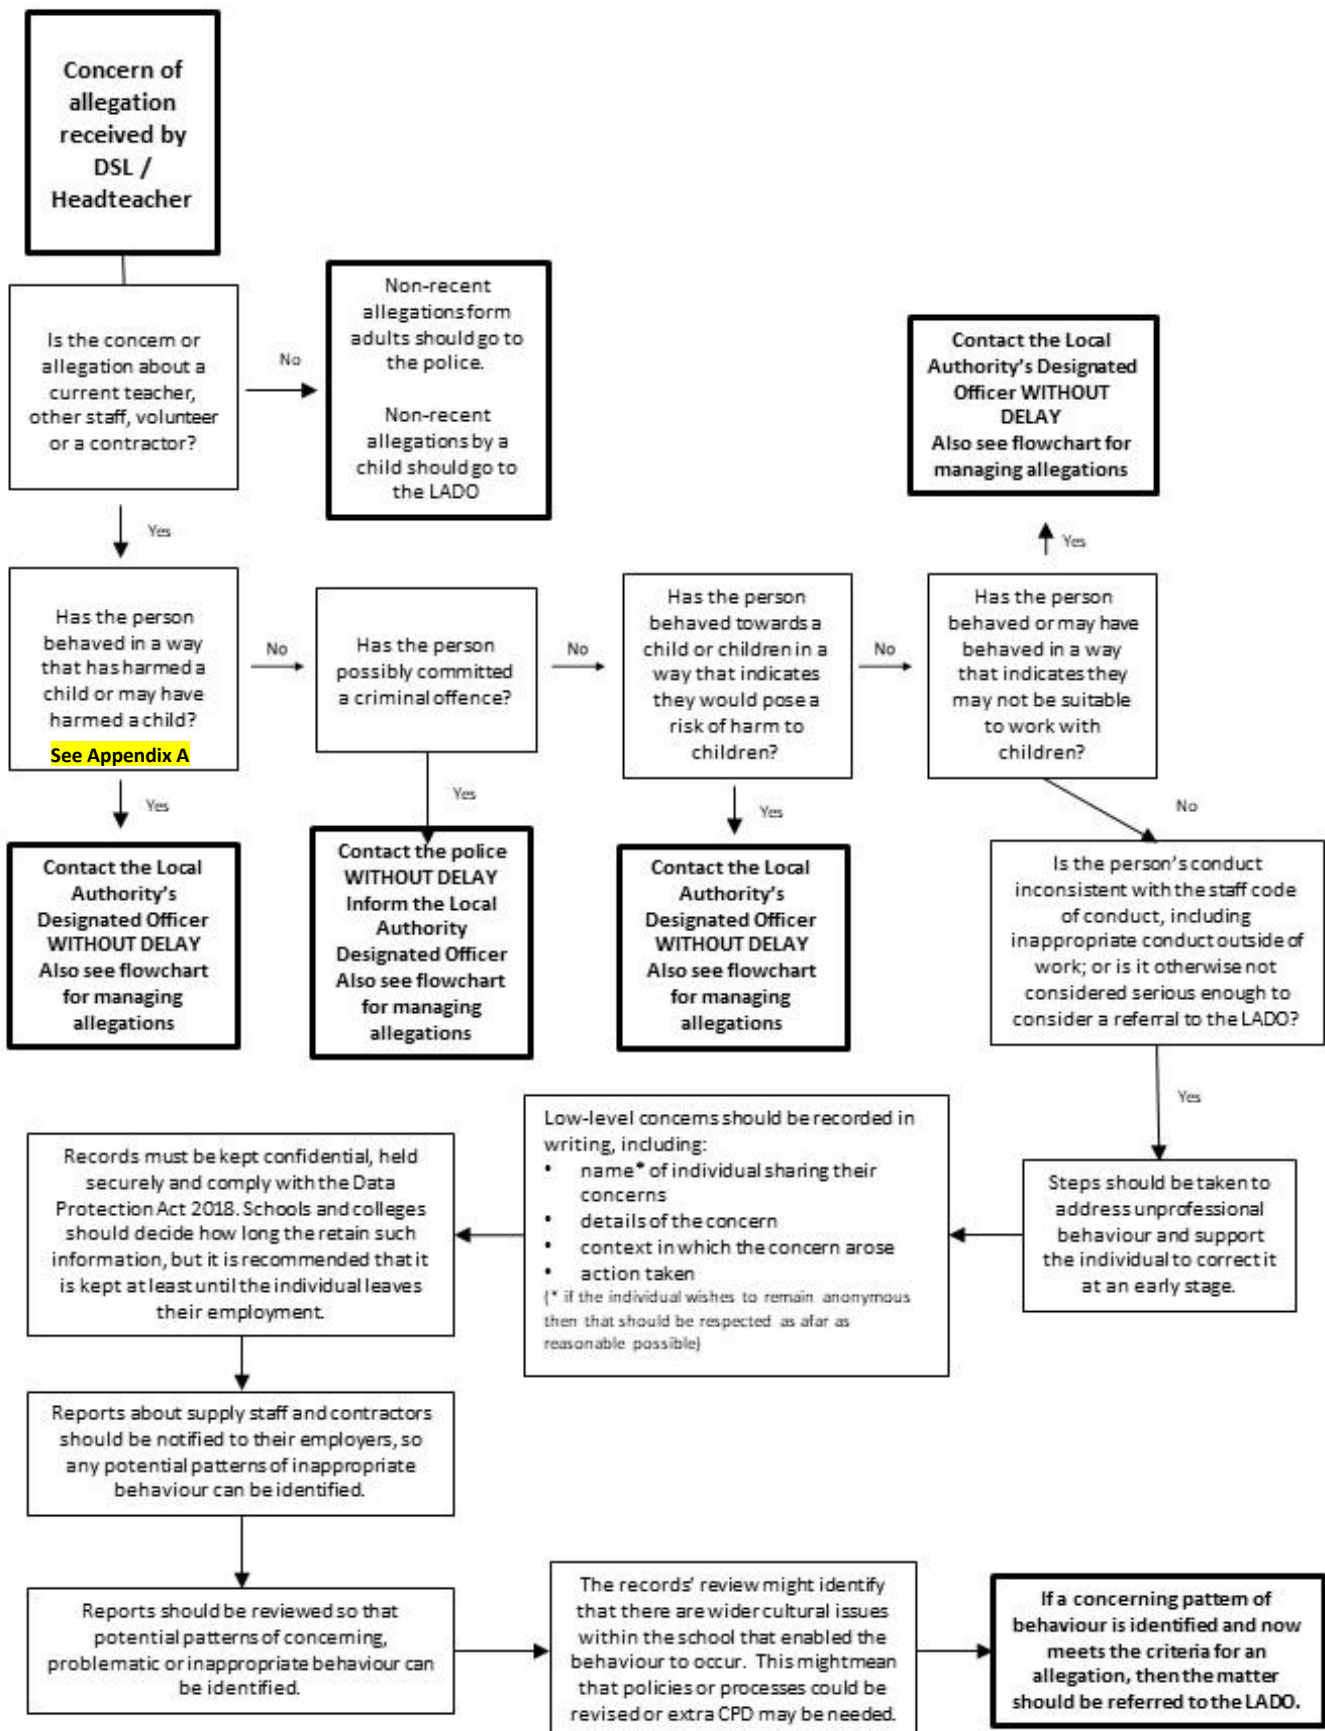 Concern of
allegation
received by
DSL /
Headteacher
Is the concern or
allegation about a
current teacher,
other staff, volunteer
or a contractor?
No
Non-recent
allegations form
adults should go to
the police.
Non-recent
allegations by a
child should go to
the LADO
Yes
Has the person
behaved in a way
that has harmed a
child or may have
harmed a child?
See Appendix A
No
Has the person
possibly committed
a criminal offence?
No
Has the person
behaved towards a
child or children in a
way that indicates
they would pose a
risk of harm to
children?
No
Has the person
behaved or may have
behaved in a way
that indicates they
may not be suitable
to work with
children?
Yes
Contact the Local
Authority's Designated
Officer WITHOUT
DELAY
Also see flowchart for
managing allegations
Yes
Contact the Local
Authority's
Designated Officer
WITHOUT DELAY
Also see flowchart
for managing
allegations
Yes
Contact the police
WITHOUT DELAY
Inform the Local
Authority
Designated Officer
Also see flowchart
for managing
allegations
Yes
Contact the Local
Authority's
Designated Officer
WITHOUT DELAY
Also see flowchart
for managing
allegations
No
Is the person's conduct
inconsistent with the staff code
of conduct, including
inappropriate conduct outside of
work; or is it otherwise not
considered serious enough to
consider a referral to the LADO?
Yes
Steps should be taken to
address unprofessional
behaviour and support
the individual to correct it
at an early stage.
Low-level concerns should be recorded in
writing, including:
• name* of individual sharing their
concerns
• details of the concern
• context in which the concern arose
• action taken
(* if the individual wishes to remain anonymous
then that should be respected as afar as
reasonable possible)
Records must be kept confidential, held
securely and comply with the Data
Protection Act 2018. Schools and colleges
should decide how long the retain such
information, but it is recommended that it
is kept at least until the individual leaves
their employment.
Reports about supply staff and contractors
should be notified to their employers, so
any potential patterns of inappropriate
behaviour can be identified.
Reports should be reviewed so that
potential patterns of concerning,
problematic or inappropriate behaviour can
be identified.
The records' review might identify
that there are wider cultural issues
within the school that enabled the
behaviour to occur. This might mean
that policies or processes could be
revised or extra CPD may be needed.
If a concerning pattern of
behaviour is identified and now
meets the criteria for an
allegation, then the matter
should be referred to the LADO.